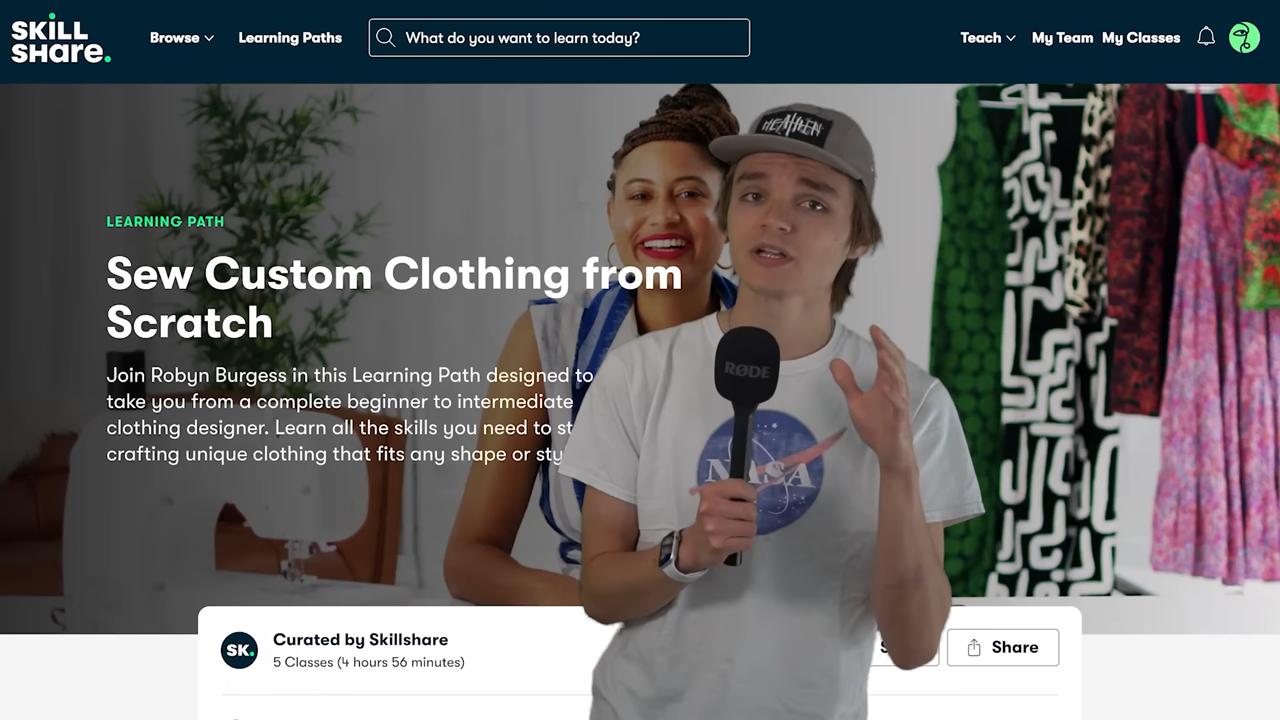 SKILL
SHARE.
Browse
Learning Paths
What do you want to learn today?
Teach
My Team
My Classes
HEATHEN
LEARNING PATH
Sew Custom Clothing from
Scratch
Join Robyn Burgess in this Learning Path designed to
take you from a complete beginner to intermediate
clothing designer. Learn all the skills you need to st
crafting unique clothing that fits any shape or sty
RØDE
NASA
SK.
Curated by Skillshare
5 Classes (4 hours 56 minutes)
S
Share